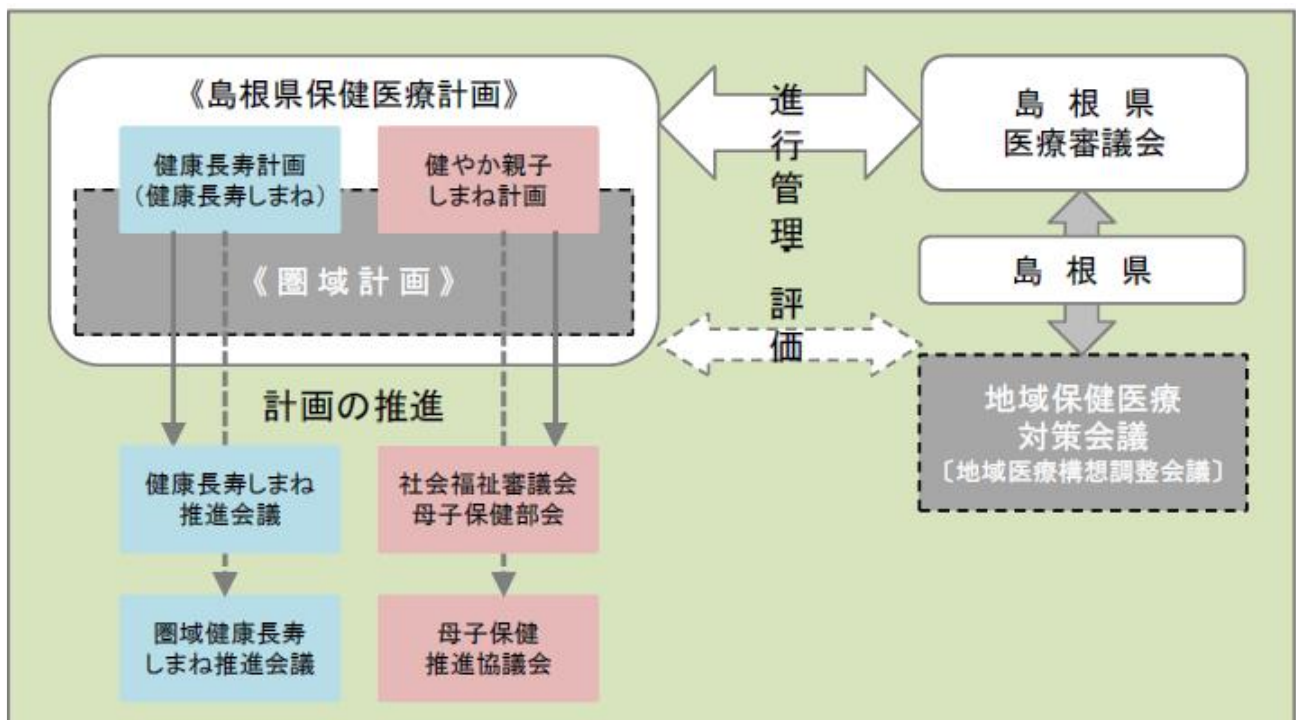 《島根県保健医療計画》
健康長寿計画
（健康長寿しまね）
健やか親子
しまね計画
《圏域計画》
計画の推進
健康長寿しまね
推進会議
社会福祉審議会
母子保健部会
圏域健康長寿
しまね推進会議
母子保健
推進協議会
進行管理・評価
島根県
医療審議会
島根県
地域保健医療
対策会議
〔地域医療構想調整会議〕